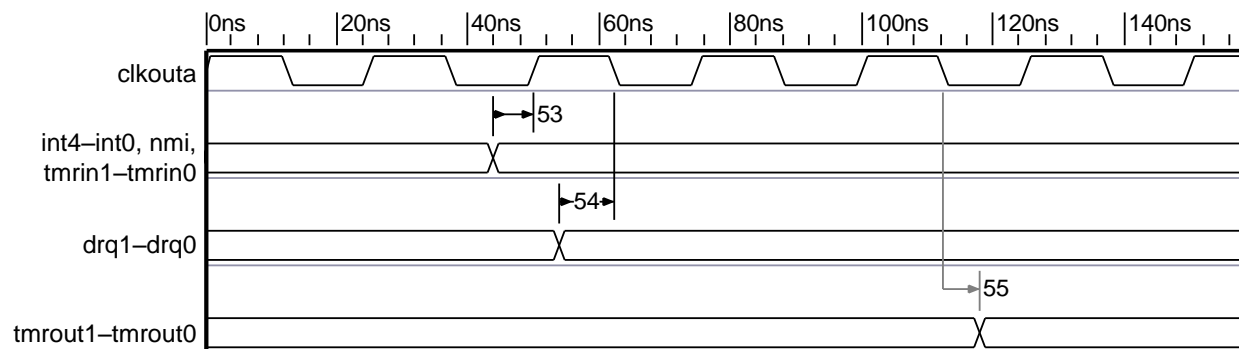 0ns 20ns 40ns 60ns 80ns 100ns 120ns 140ns
clkouta
53
int4–int0, nmi,
tmrin1–tmrin0
54
drq1–drq0
55
tmrout1–tmrout0